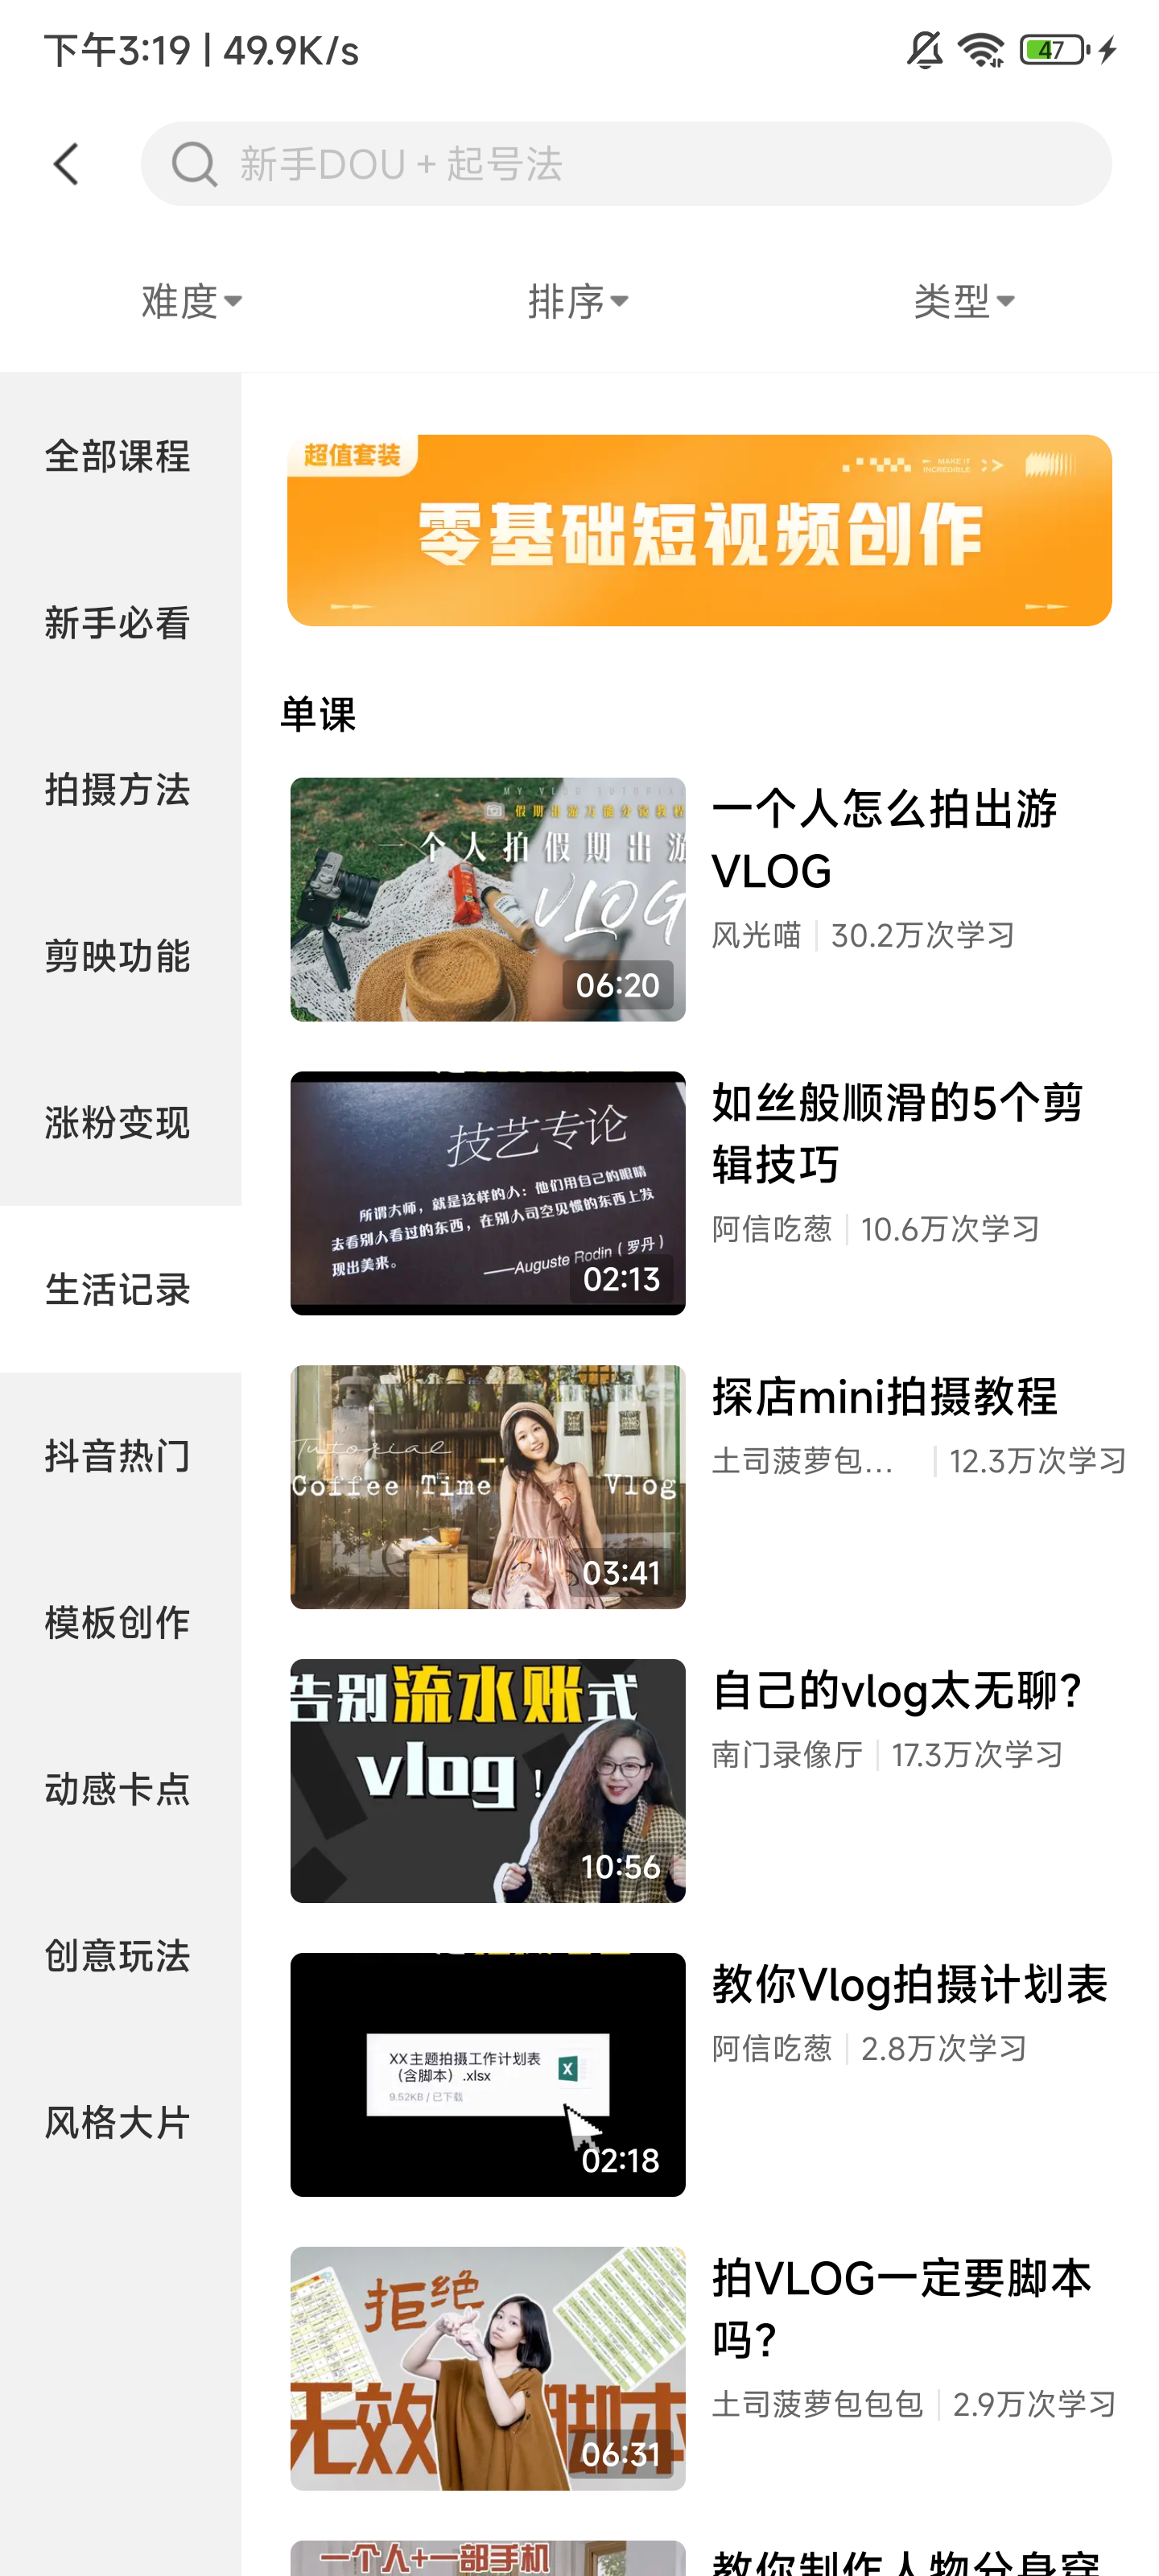 下午3:19 | 49.9K/s
47
新手DOU + 起号法
难度
排序
类型
全部课程
新手必看
拍摄方法
剪映功能
涨粉变现
生活记录
抖音热门
模板创作
动感卡点
创意玩法
风格大片
超值套装
MAKE IT
INCREDIBLE
零基础短视频创作
单课
假期出游万能分镜教程
一个人拍假期出游
VLOG
06:20
一个人怎么拍出游
VLOG
风光喵 | 30.2万次学习
技艺专论
所谓大师，就是这样的人：他们用自己的眼睛
去看别人看过的东西，在别人司空见惯的东西上发
现出美来。
——Auguste Rodin（罗丹）
02:13
如丝般顺滑的5个剪
辑技巧
阿信吃葱 | 10.6万次学习
Tutorial
Coffee Time Vlog
03:41
探店mini拍摄教程
土司菠萝包... | 12.3万次学习
告别流水账式
vlog！
10:56
自己的vlog太无聊？
南门录像厅 | 17.3万次学习
XX主题拍摄工作计划表
（含脚本）.xlsx
9.52KB / 已下载
02:18
教你Vlog拍摄计划表
阿信吃葱 | 2.8万次学习
拒绝
无效脚本
06:31
拍VLOG一定要脚本
吗？
土司菠萝包包包 | 2.9万次学习
一个人+一部手机
教你制作人物分身穿